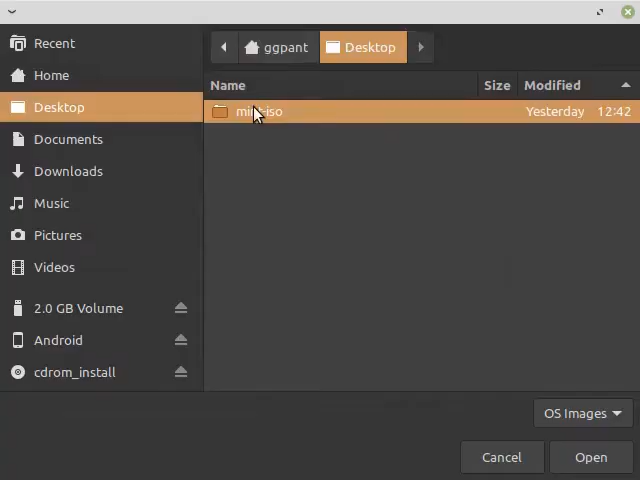 Recent
Home
Desktop
Documents
Downloads
Music
Pictures
Videos
2.0 GB Volume
Android
cdrom_install
ggpant Desktop
Name Size Modified
Yesterday 12:42
OS Images
Cancel Open